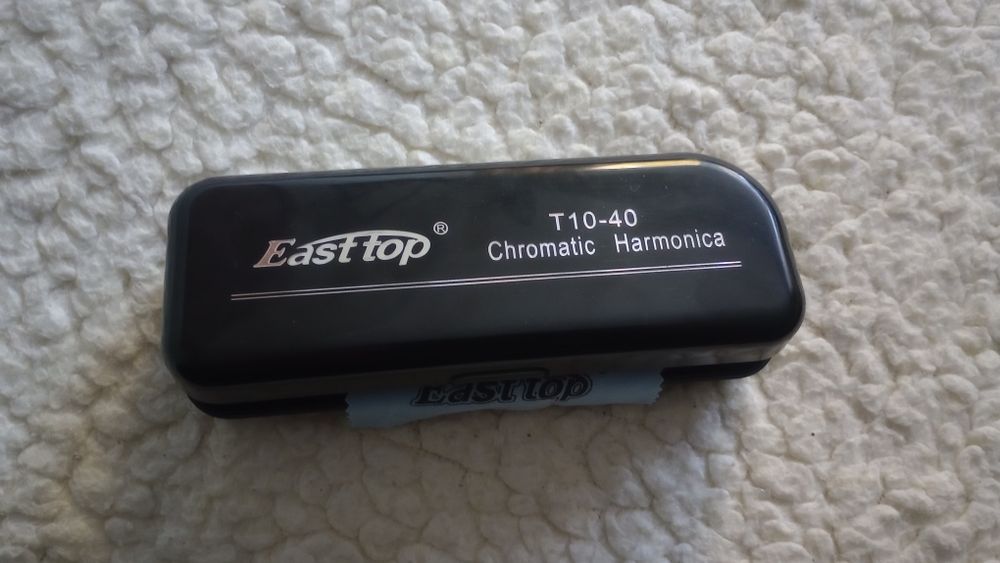 East top®
T10-40
Chromatic Harmonica
East top